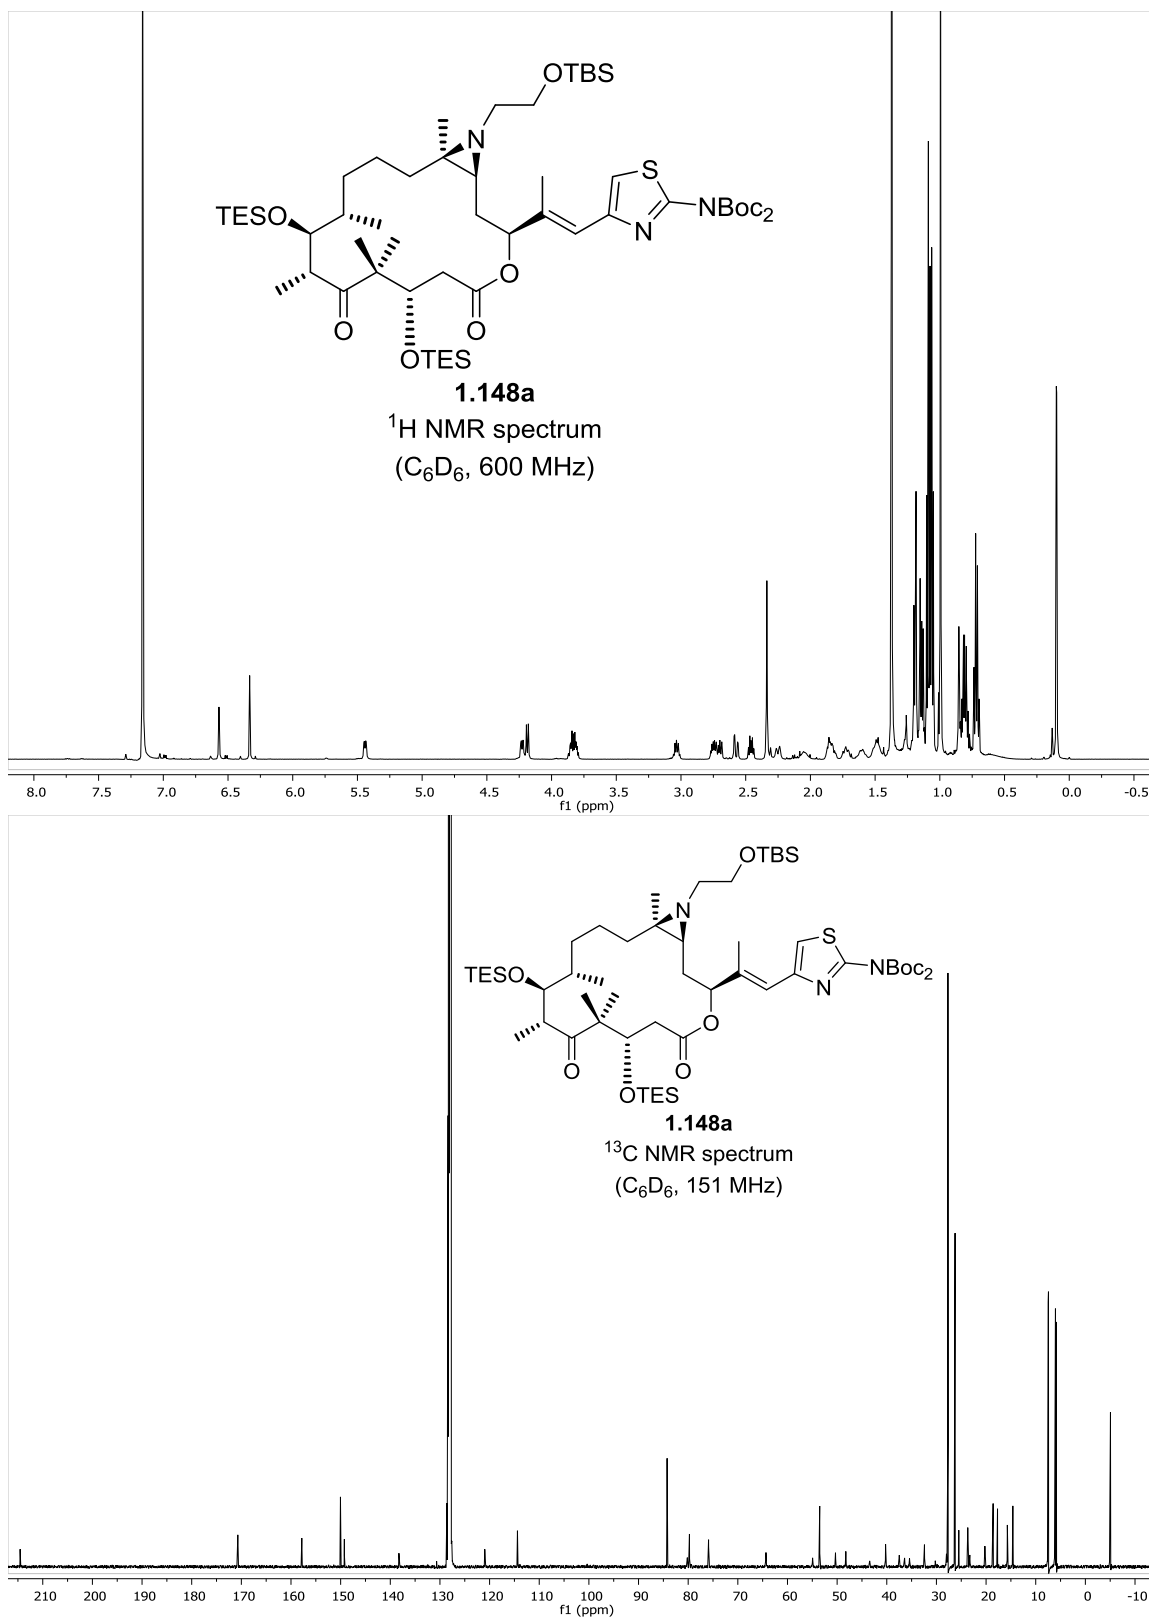 OTBS
N
S
TESO
NBoc₂
N
O
O
O
OTES
1.148a
¹H NMR spectrum
(C₆D₆, 600 MHz)
8.0 7.5 7.0 6.5 6.0 5.5 5.0 4.5 4.0 3.5 3.0 2.5 2.0 1.5 1.0 0.5 0.0 -0.5
f1 (ppm)
OTBS
N
S
TESO
NBoc₂
N
O
O
O
OTES
1.148a
¹³C NMR spectrum
(C₆D₆, 151 MHz)
210 200 190 180 170 160 150 140 130 120 110 100 90 80 70 60 50 40 30 20 10 0 -10
f1 (ppm)